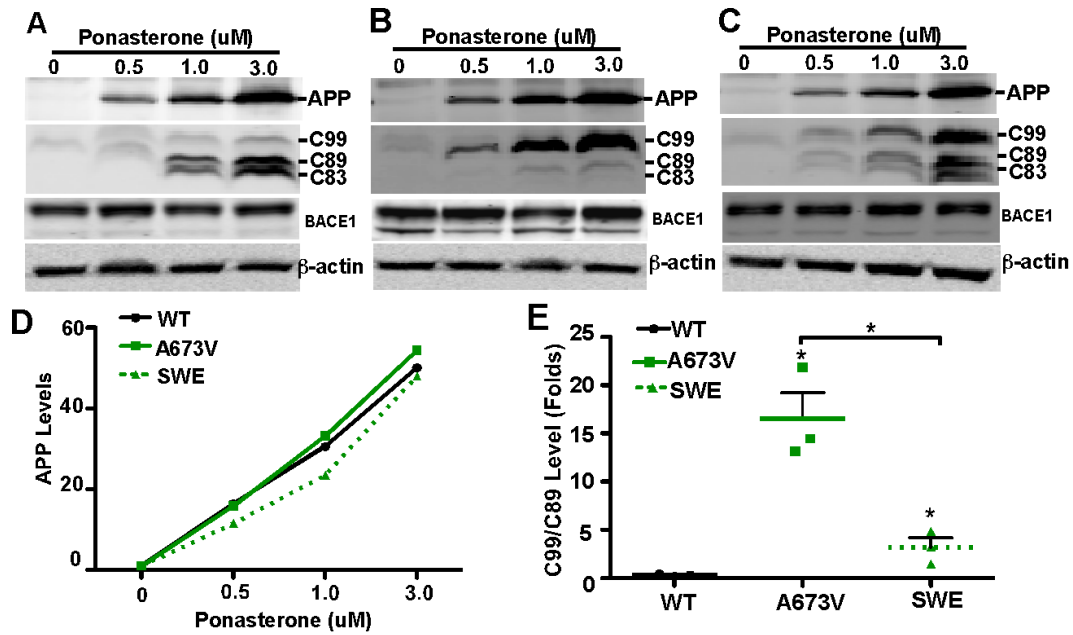 A
Ponasterone (uM)
0 0.5 1.0 3.0
APP
C99
C89
C83
BACE1
β-actin
B
Ponasterone (uM)
0 0.5 1.0 3.0
APP
C99
C89
C83
BACE1
β-actin
C
Ponasterone (uM)
0 0.5 1.0 3.0
APP
C99
C89
C83
BACE1
β-actin
D
WT
A673V
SWE
APP Levels
60
40
20
0
0 0.5 1.0 3.0
Ponasterone (uM)
E
WT
A673V
SWE
C99/C89 Level (Folds)
25
20
15
10
5
0
*
*
*
WT A673V SWE